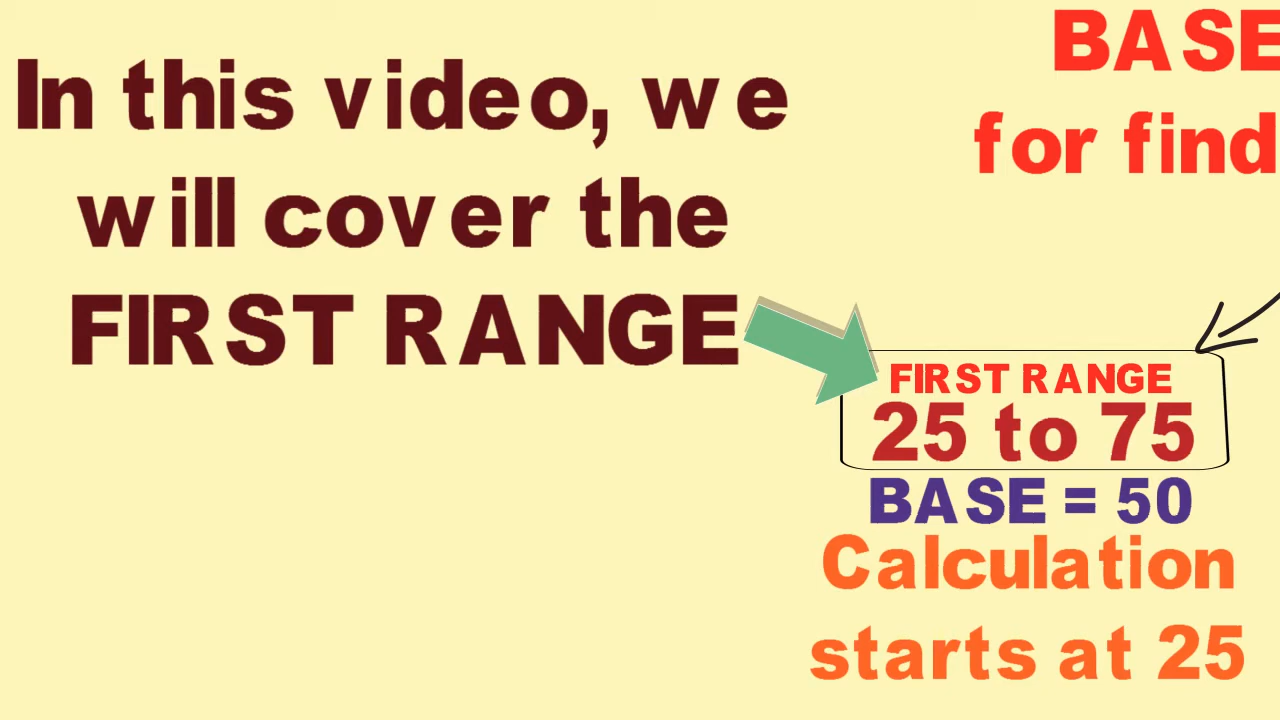 In this video, we
will cover the
FIRST RANGE
BASE
for find
FIRST RANGE
25 to 75
BASE = 50
Calculation
starts at 25